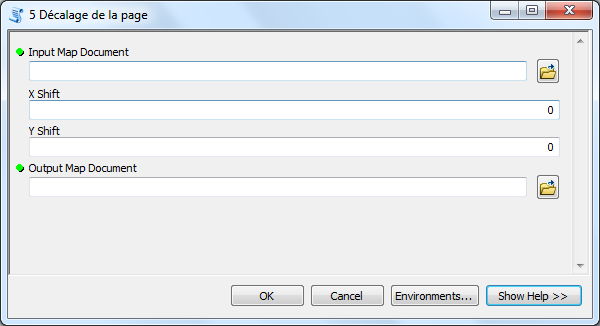 5 Décalage de la page
Input Map Document
X Shift
0
Y Shift
0
Output Map Document
OK
Cancel
Environments...
Show Help >>